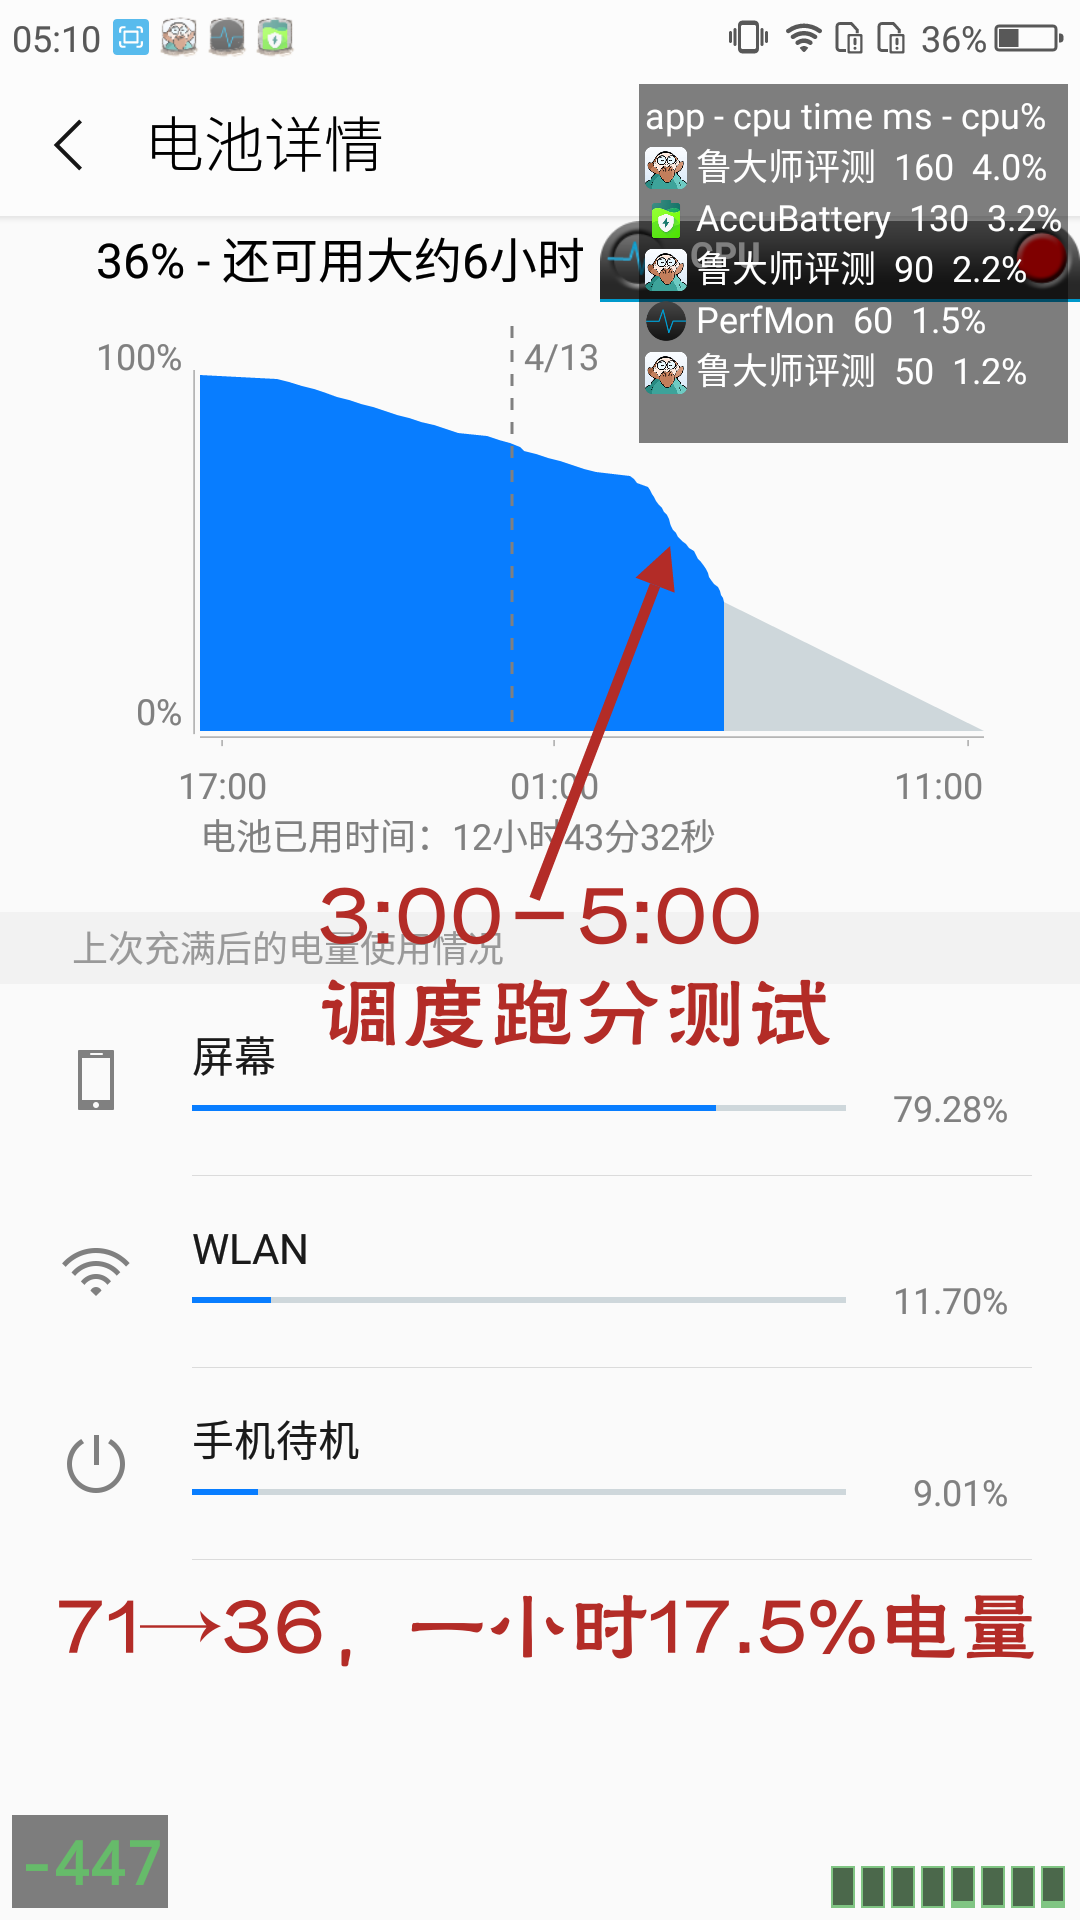 05:10
36%
电池详情
app - cpu time ms - cpu%
鲁大师评测 160 4.0%
AccuBattery 130 3.2%
CPU
鲁大师评测 90 2.2%
PerfMon 60 1.5%
鲁大师评测 50 1.2%
36% - 还可用大约6小时
100%
4/13
0%
17:00
01:00
11:00
电池已用时间：12小时43分32秒
3:00-5:00
上次充满后的电量使用情况
调度跑分测试
屏幕
79.28%
WLAN
11.70%
手机待机
9.01%
71→36，一小时17.5%电量
-447